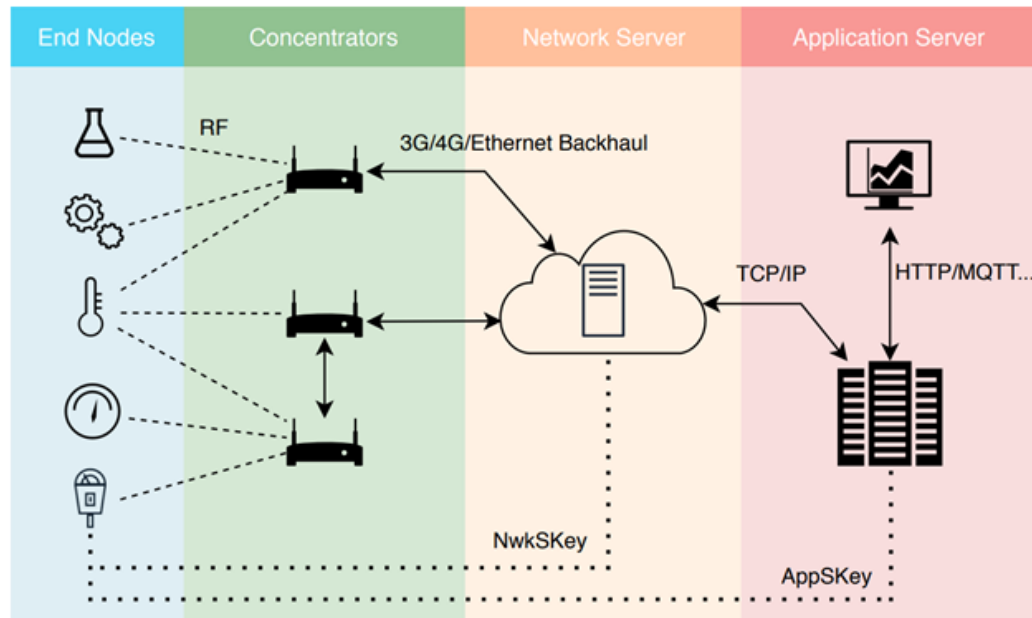 End Nodes
Concentrators
Network Server
Application Server
RF
3G/4G/Ethernet Backhaul
TCP/IP
HTTP/MQTT...
NwkSKey
AppSKey